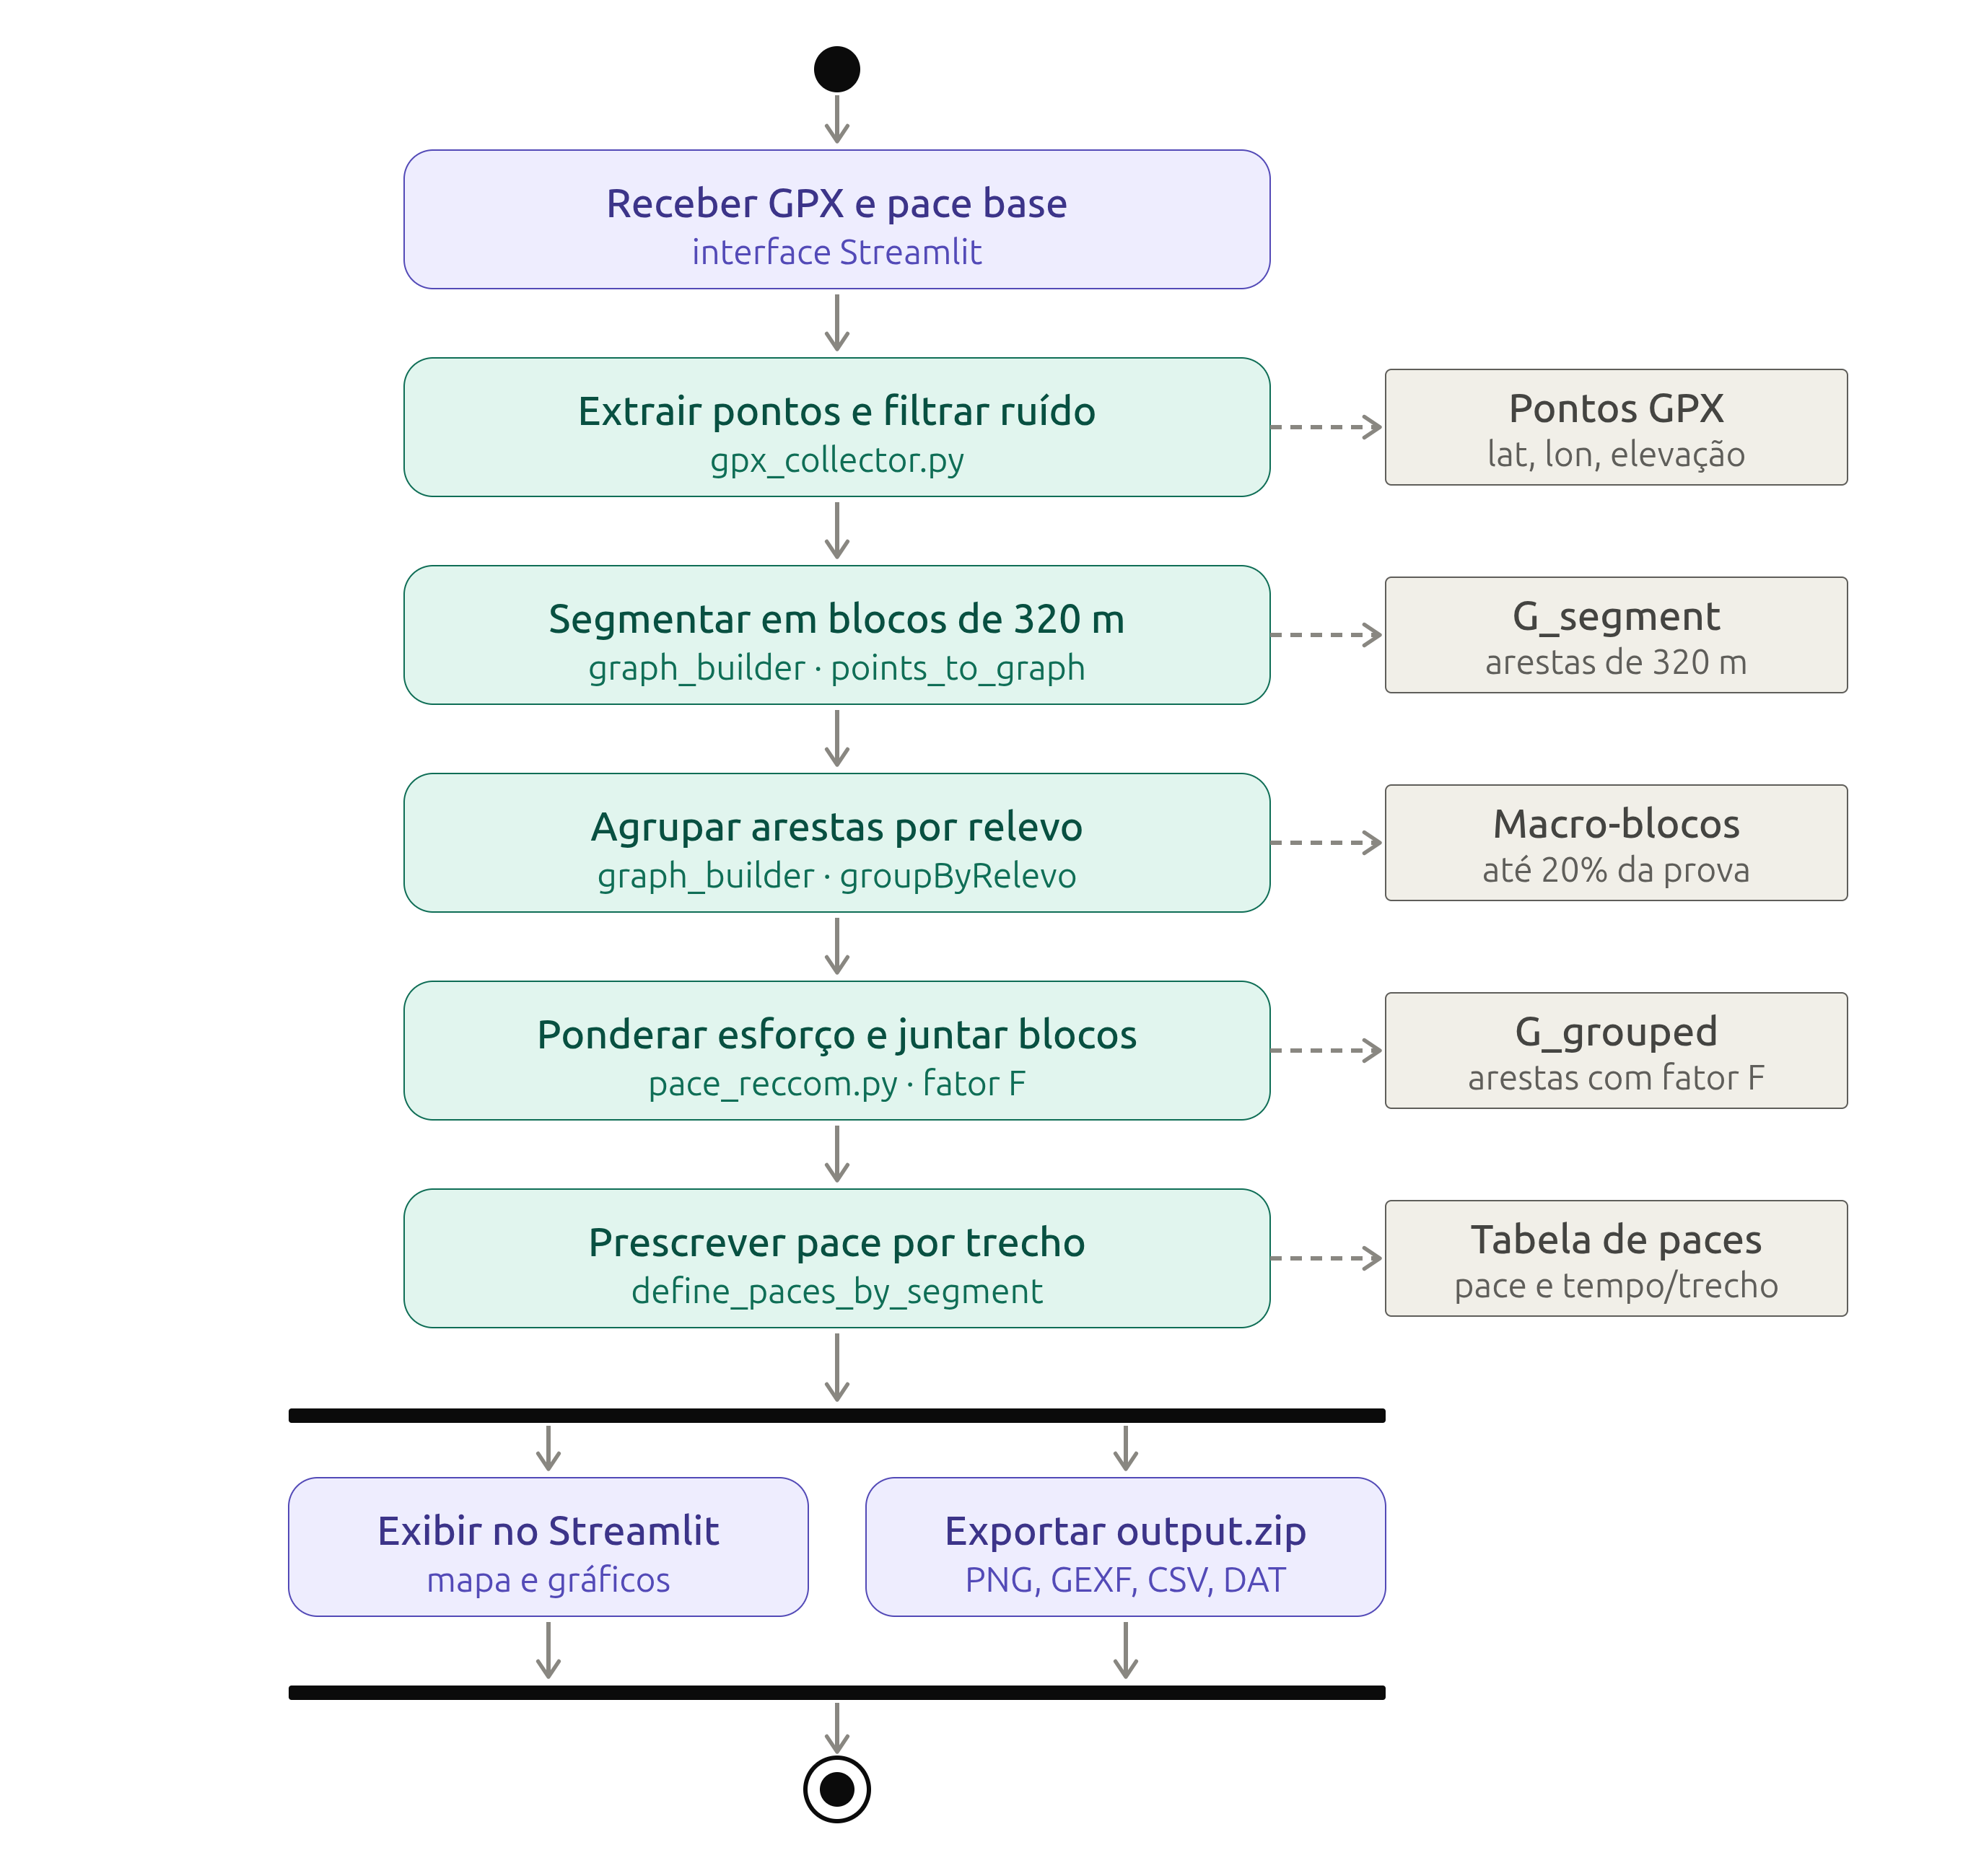 Receber GPX e pace base
interface Streamlit
Extrair pontos e filtrar ruído
gpx_collector.py
Pontos GPX
lat, lon, elevação
Segmentar em blocos de 320 m
graph_builder · points_to_graph
G_segment
arestas de 320 m
Agrupar arestas por relevo
graph_builder · groupByRelevo
Macro-blocos
até 20% da prova
Ponderar esforço e juntar blocos
pace_reccom.py · fator F
G_grouped
arestas com fator F
Prescrever pace por trecho
define_paces_by_segment
Tabela de paces
pace e tempo/trecho
Exibir no Streamlit
mapa e gráficos
Exportar output.zip
PNG, GEXF, CSV, DAT